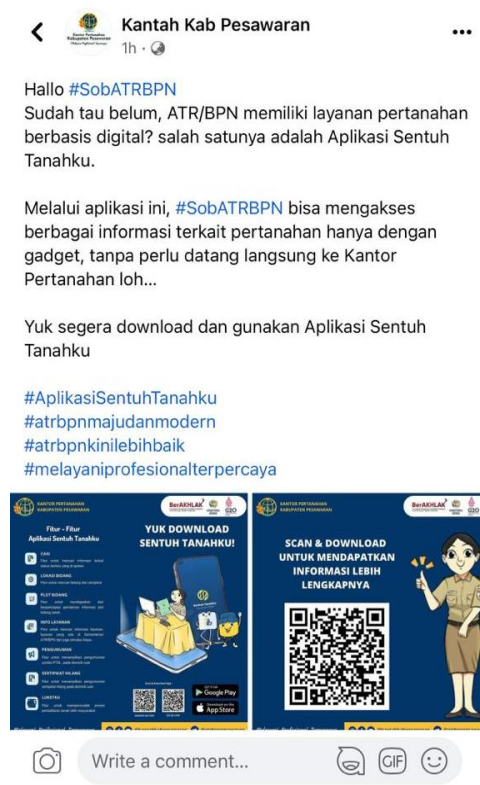 Kantah Kab Pesawaran
1h
Hallo #SobATRBPN
Sudah tau belum, ATR/BPN memiliki layanan pertanahan
berbasis digital? salah satunya adalah Aplikasi Sentuh
Tanahku.
Melalui aplikasi ini, #SobATRBPN bisa mengakses
berbagai informasi terkait pertanahan hanya dengan
gadget, tanpa perlu datang langsung ke Kantor
Pertanahan loh...
Yuk segera download dan gunakan Aplikasi Sentuh
Tanahku
#AplikasiSentuhTanahku
#atrbpnmajudanmodern
#atrbpnkinilebihbaik
#melayaniprofesionalterpercaya
KANTOR PERTANAHAN
KABUPATEN PESAWARAN
BerAKHLAK
G20
Fitur - Fitur
Aplikasi Sentuh Tanahku
CARI
LOKASI BIDANG
PLOT BIDANG
INFO LAYANAN
PENGUMUMAN
SERTIPIKAT HILANG
YUK DOWNLOAD
SENTUH TANAHKU!
Google Play
App Store
KANTOR PERTANAHAN
KABUPATEN PESAWARAN
BerAKHLAK
G20
SCAN & DOWNLOAD
UNTUK MENDAPATKAN
INFORMASI LEBIH
LENGKAPNYA
Write a comment...
GIF